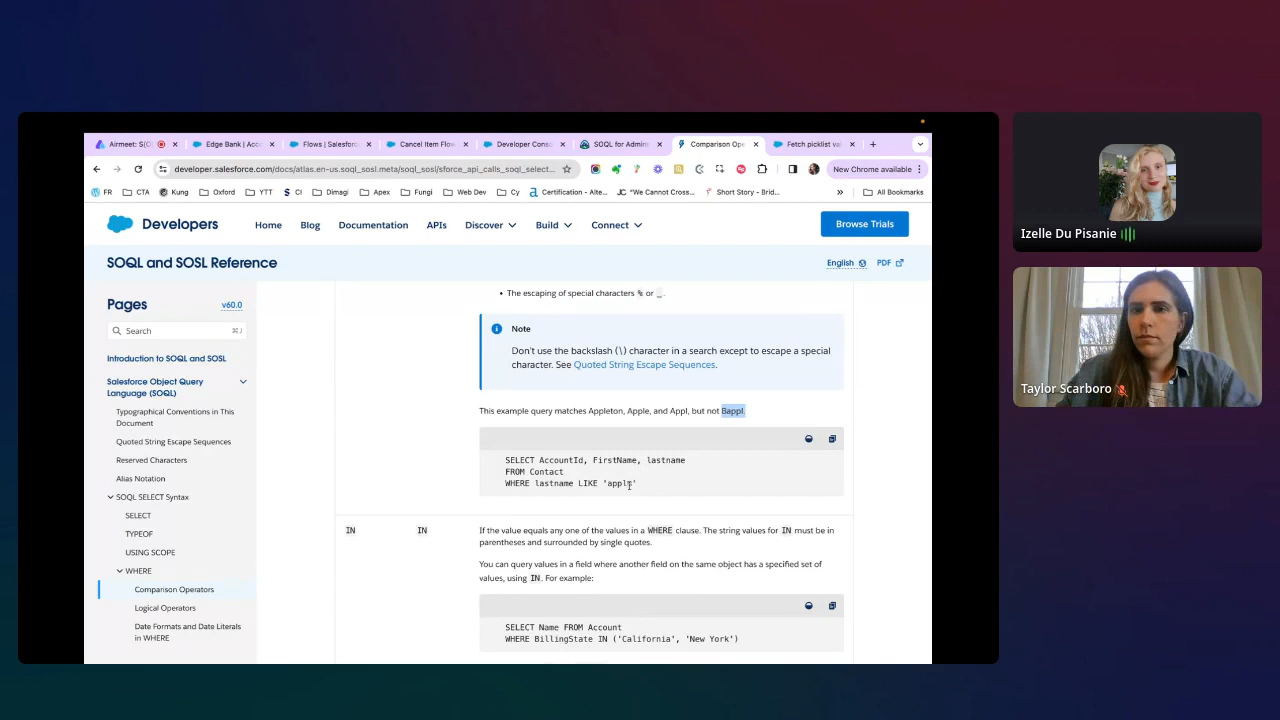 Airmeet: S(O
Edge Bank | Acc
Flows | Salesforc
Cancel Item Flow
Developer Conso
SOQL for Admin
Comparison Ope
Fetch picklist val
developer.salesforce.com/docs/atlas.en-us.soql_sosl.meta/soql_sosl/sforce_api_calls_soql_select...
New Chrome available
FR
CTA
Kung
Oxford
YTT
CI
Dimagi
Apex
Fungi
Web Dev
Cy
Certification - Alte...
"We Cannot Cross...
Short Story - Brid...
»
All Bookmarks
Developers
Home
Blog
Documentation
APIs
Discover
Build
Connect
Browse Trials
SOQL and SOSL Reference
English
PDF
Pages
v60.0
Search
⌘J
Introduction to SOQL and SOSL
Salesforce Object Query
Language (SOQL)
Typographical Conventions in This
Document
Quoted String Escape Sequences
Reserved Characters
Alias Notation
SOQL SELECT Syntax
SELECT
TYPEOF
USING SCOPE
WHERE
Comparison Operators
Logical Operators
Date Formats and Date Literals
in WHERE
• The escaping of special characters % or _.
Note
Don't use the backslash (\) character in a search except to escape a special
character. See Quoted String Escape Sequences.
This example query matches Appleton, Apple, and Appl, but not Bappl.
SELECT AccountId, FirstName, lastname
FROM Contact
WHERE lastname LIKE 'appl%'
IN
IN
If the value equals any one of the values in a WHERE clause. The string values for IN must be in
parentheses and surrounded by single quotes.
You can query values in a field where another field on the same object has a specified set of
values, using IN. For example:
SELECT Name FROM Account
WHERE BillingState IN ('California', 'New York')
Izelle Du Pisanie
Taylor Scarboro